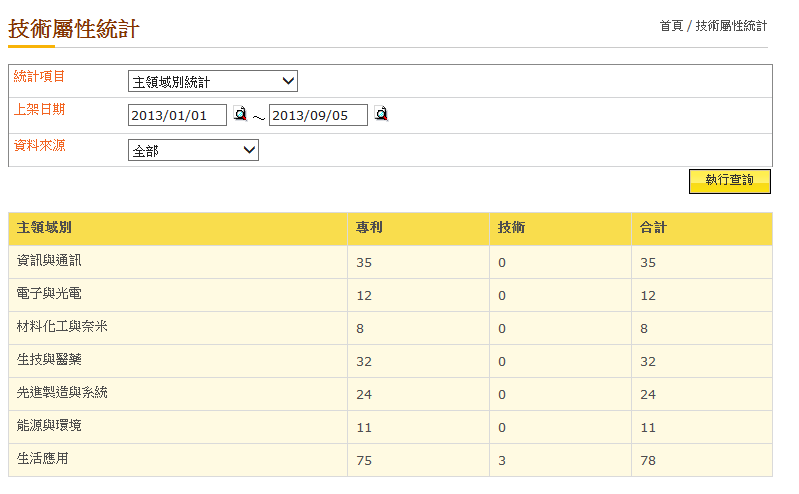 技術屬性統計
首頁 / 技術屬性統計
統計項目 主領域別統計
上架日期 2013/01/01 ～ 2013/09/05
資料來源 全部
執行查詢
主領域別 專利 技術 合計
資訊與通訊 35 0 35
電子與光電 12 0 12
材料化工與奈米 8 0 8
生技與醫藥 32 0 32
先進製造與系統 24 0 24
能源與環境 11 0 11
生活應用 75 3 78